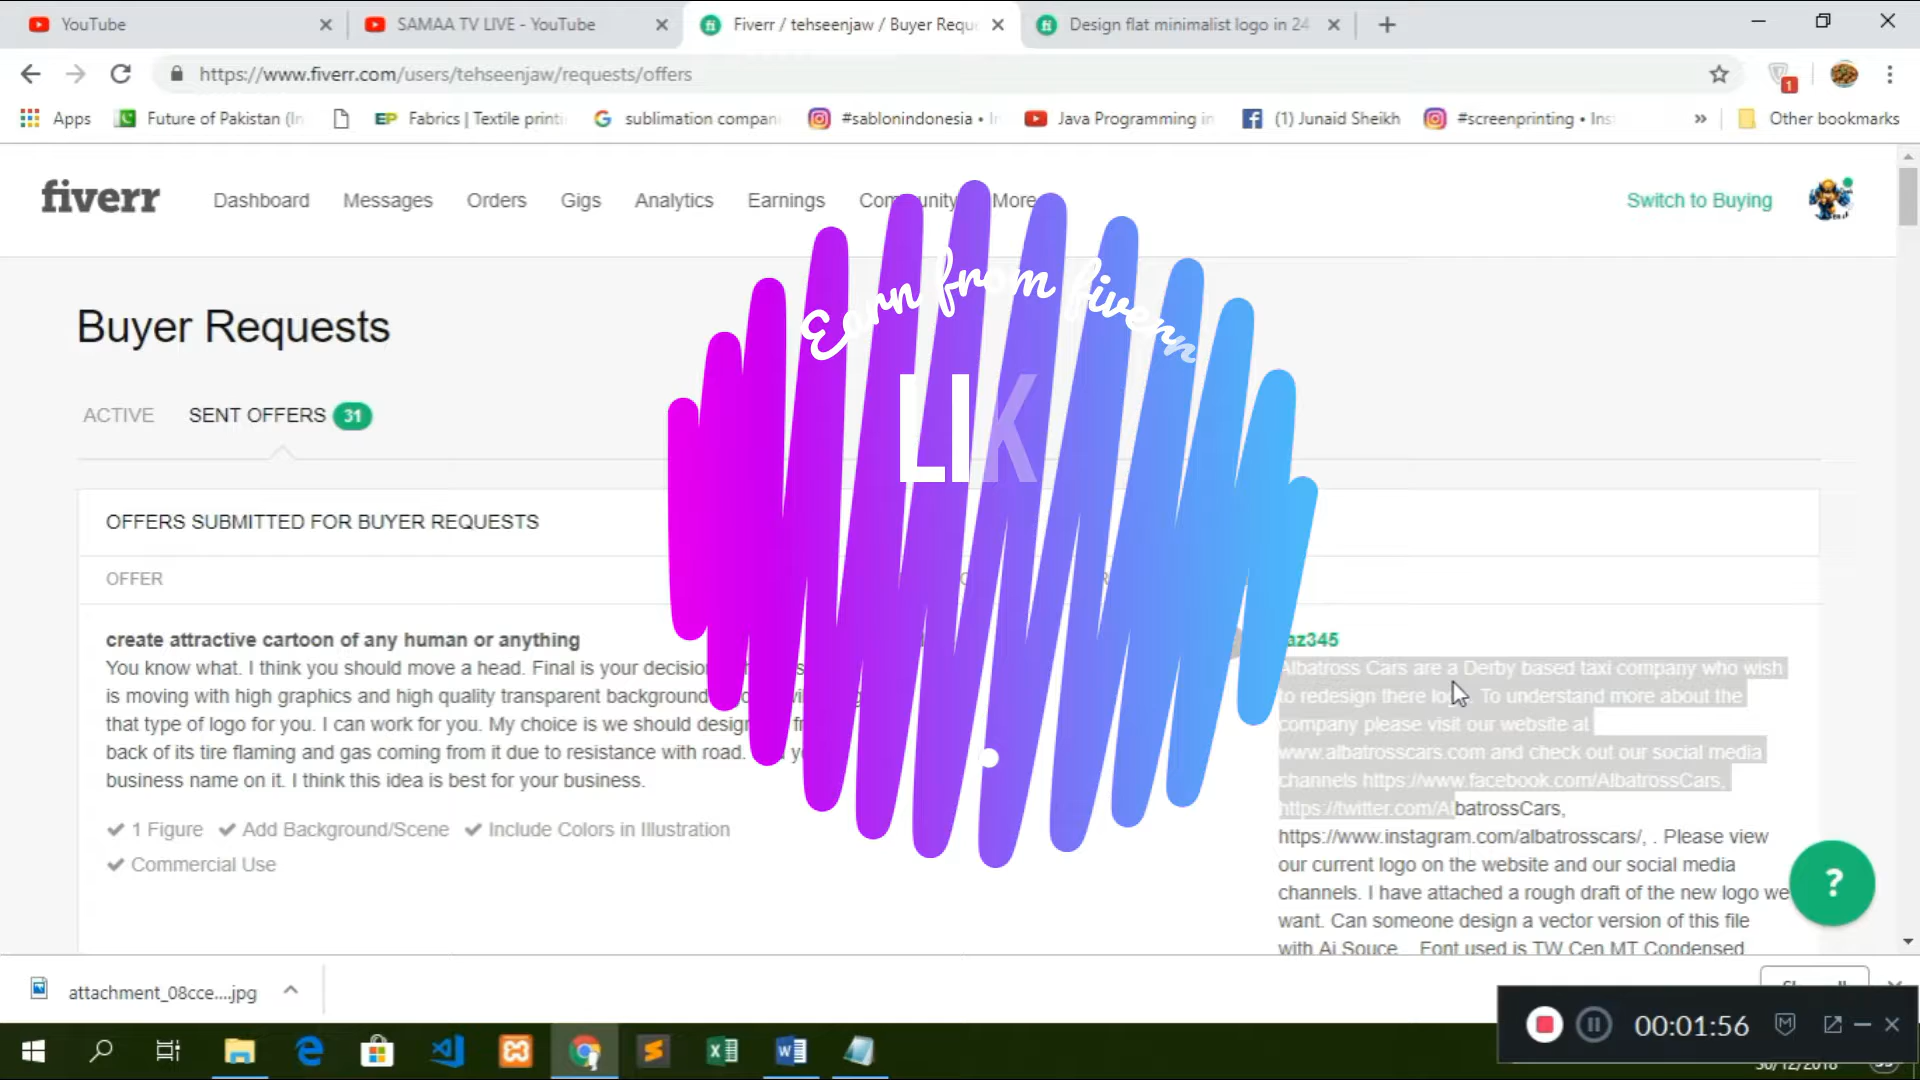 YouTube
SAMAA TV LIVE - YouTube
Fiverr / tehseenjaw / Buyer Requ
Design flat minimalist logo in 24
https://www.fiverr.com/users/tehseenjaw/requests/offers
1
Apps
Future of Pakistan (In
Fabrics | Textile printi
sublimation compan
#sablonindonesia • In
Java Programming in
(1) Junaid Sheikh
#screenprinting • Ins
Other bookmarks
fiverr
Dashboard
Messages
Orders
Gigs
Analytics
Earnings
Community
More
Switch to Buying
Earn from fiverr
LIK
Buyer Requests
ACTIVE
SENT OFFERS 31
OFFERS SUBMITTED FOR BUYER REQUESTS
OFFER
create attractive cartoon of any human or anything
You know what. I think you should move a head. Final is your decision
is moving with high graphics and high quality transparent background
that type of logo for you. I can work for you. My choice is we should design
back of its tire flaming and gas coming from it due to resistance with road.
business name on it. I think this idea is best for your business.
1 Figure
Add Background/Scene
Include Colors in Illustration
Commercial Use
az345
Albatross Cars are a Derby based taxi company who wish
to redesign there To understand more about the
company please visit our website at
www.albatrosscars.com and check out our social media
channels https://www.facebook.com/AlbatrossCars,
https://twitter.com/AlbatrossCars,
https://www.instagram.com/albatrosscars/, . Please view
our current logo on the website and our social media
channels. I have attached a rough draft of the new logo we
want. Can someone design a vector version of this file
with Ai Souce Font used is TW Cen MT Condensed
?
attachment_08cce....jpg
00:01:56
30/12/2018